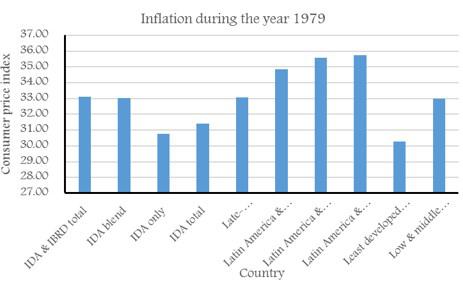 Inflation during the year 1979
Consumer price index
37.00
36.00
35.00
34.00
33.00
32.00
31.00
30.00
29.00
28.00
27.00
IDA & IBRD total
IDA blend
IDA only
IDA total
Late-...
Latin America &...
Latin America &...
Latin America &...
Least developed...
Low & middle...
Country